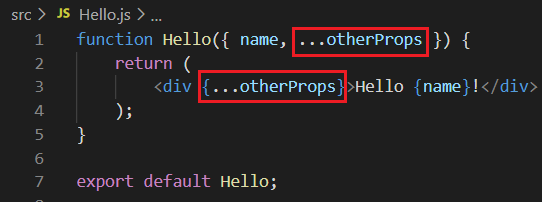 src > JS Hello.js > ...
1 function Hello({ name, ...otherProps }) {
2     return (
3         <div {...otherProps}>Hello {name}!</div>
4     );
5 }
6
7 export default Hello;